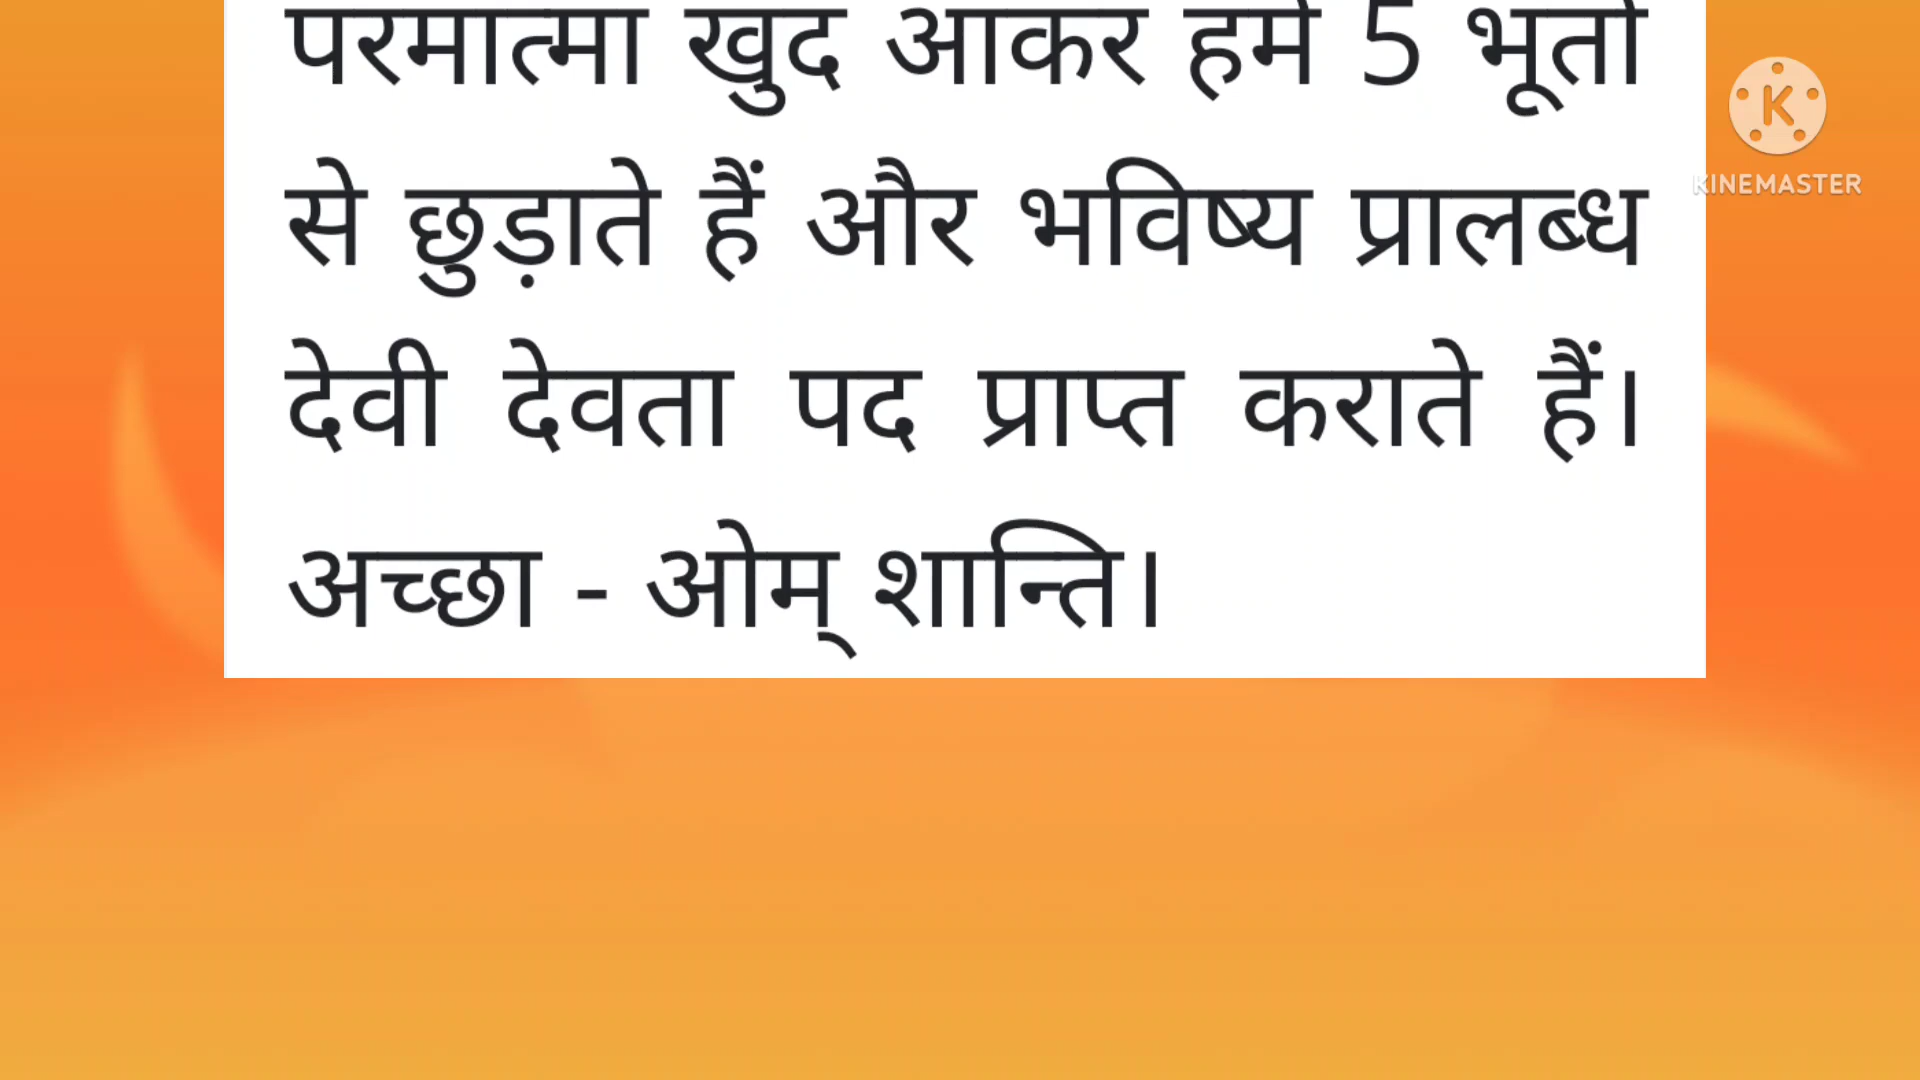 परमात्मा खुद आकर हमें 5 भूतों
से छुड़ाते हैं और भविष्य प्रालब्ध
देवी देवता पद प्राप्त कराते हैं।
अच्छा - ओम् शान्ति।
K
KINEMASTER